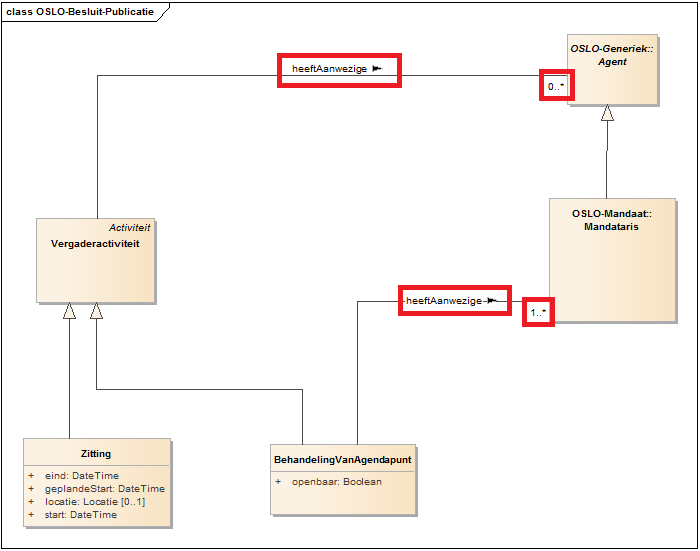 class OSLO-Besluit-Publicatie
heeftAanwezige
OSLO-Generiek::
Agent
0..*
Activiteit
Vergaderactiviteit
OSLO-Mandaat::
Mandataris
heeftAanwezige
1..*
Zitting
+ eind: DateTime
+ geplandeStart: DateTime
+ locatie: Locatie [0..1]
+ start: DateTime
BehandelingVanAgendapunt
+ openbaar: Boolean